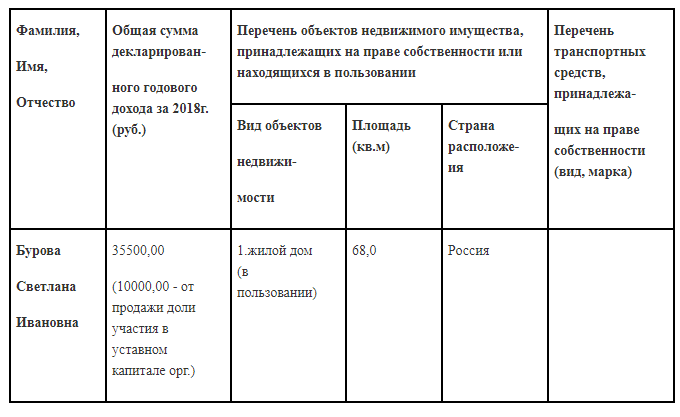 Фамилия,
Имя,
Отчество
Общая сумма
декларирован-
ного годового
дохода за 2018г.
(руб.)
Перечень объектов недвижимого имущества,
принадлежащих на праве собственности или
находящихся в пользовании
Вид объектов
недвижи-
мости
Площадь
(кв.м)
Страна
расположе-
ия
Перечень
транспортных
средств,
принадлежа-
щих на праве
собственности
(вид, марка)
Бурова
Светлана
Ивановна
35500,00
(10000,00 - от
продажи доли
участия в
уставном
капитале орг.)
1.жилой дом
(в
пользовании)
68,0
Россия